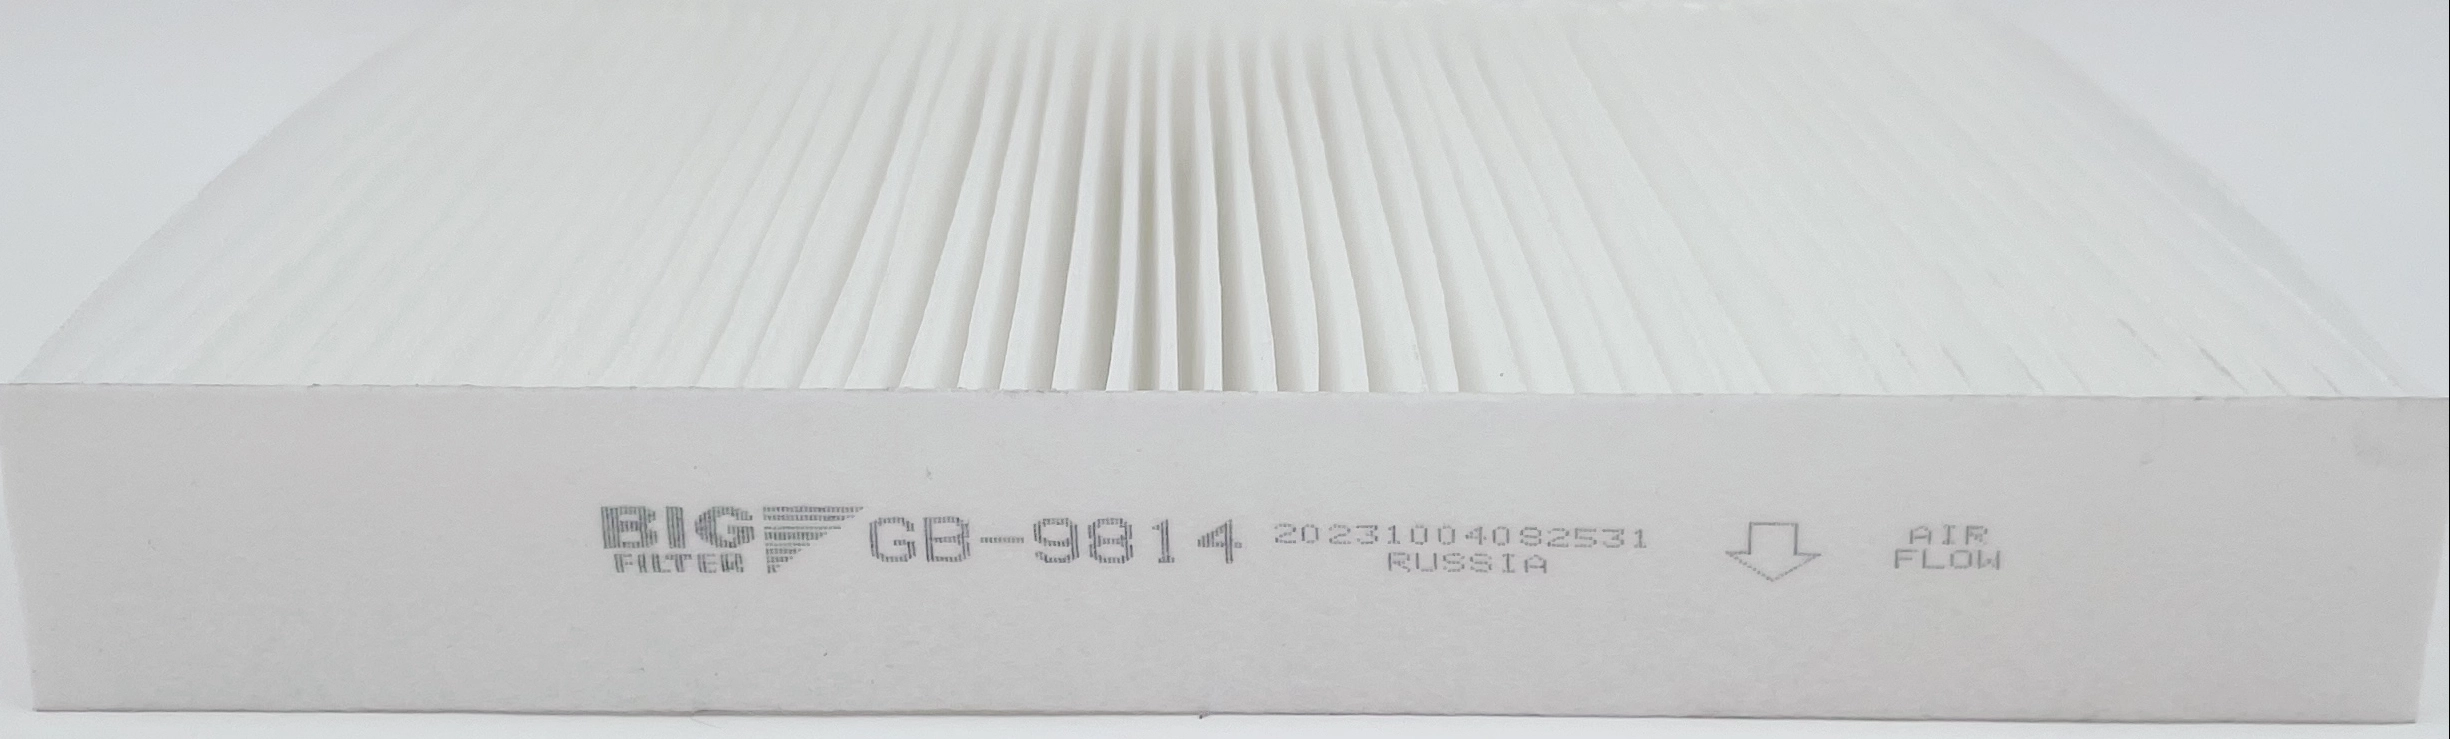 BIG
FILTER
GB-9814
20231004082531
RUSSIA
AIR
FLOW